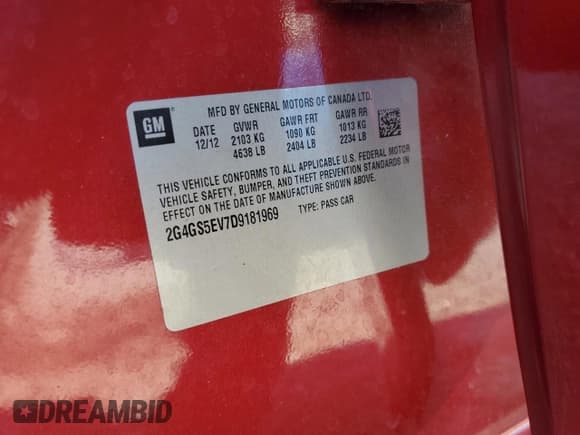 MFD BY GENERAL MOTORS OF CANADA LTD.
GM
DATE GVWR GAWR FRT GAWR RR
12/12 2103 KG 1090 KG 1013 KG
4638 LB 2404 LB 2234 LB
THIS VEHICLE CONFORMS TO ALL APPLICABLE U.S. FEDERAL MOTOR
VEHICLE SAFETY, BUMPER, AND THEFT PREVENTION STANDARDS IN
EFFECT ON THE DATE OF MANUFACTURE SHOWN ABOVE.
2G4GS5EV7D9181969 TYPE: PASS CAR
DREAMBID